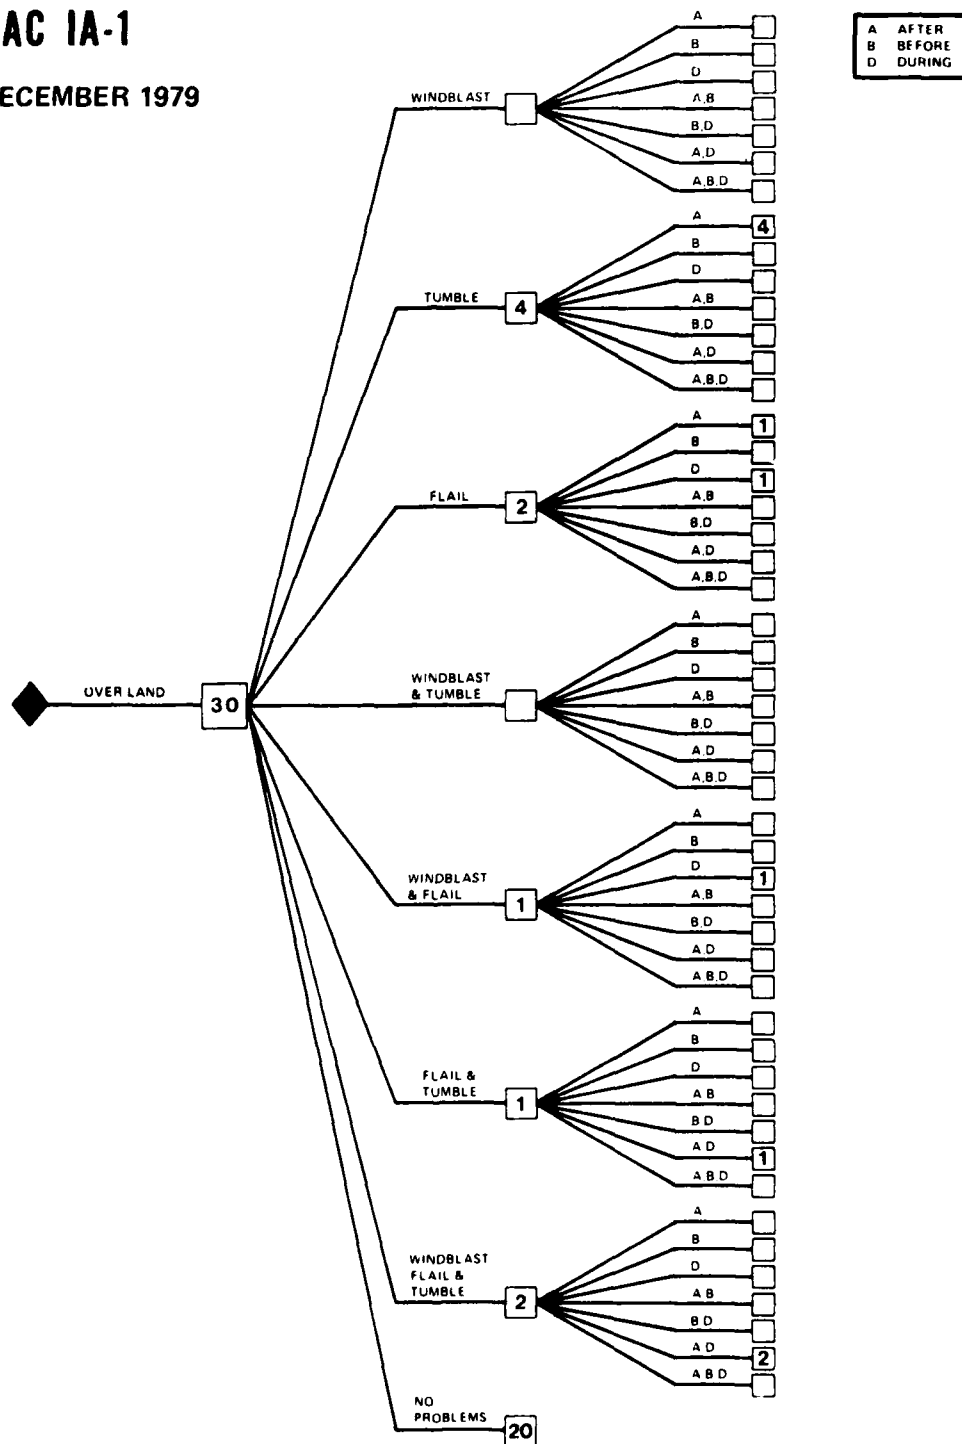 AC IA-1
ECEMBER 1979
A AFTER
B BEFORE
D DURING
WINDBLAST
A
B
D
A,B
B,D
A,D
A,B,D
TUMBLE
4
A
4
B
D
A,B
B,D
A,D
A,B,D
FLAIL
2
A
1
B
D
1
A,B
B,D
A,D
A,B,D
OVER LAND
30
WINDBLAST
& TUMBLE
A
B
D
A,B
B,D
A,D
A,B,D
WINDBLAST
& FLAIL
1
A
B
D
1
A,B
B,D
A D
A B,D
FLAIL &
TUMBLE
1
A
B
D
A B
B D
A D
1
A B D
WINDBLAST
FLAIL &
TUMBLE
2
A
B
D
A B
B D
A D
2
A B D
NO
PROBLEMS
20